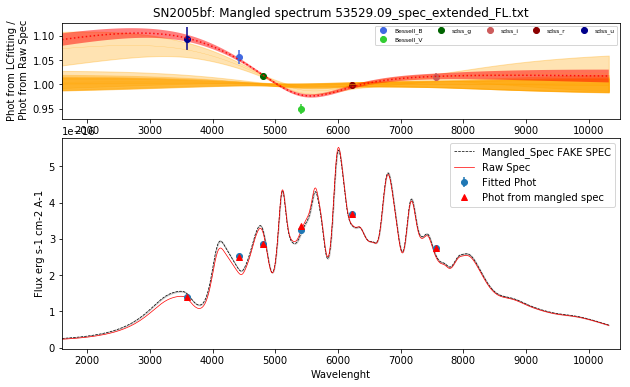 SN2005bf: Mangled spectrum 53529.09_spec_extended_FL.txt
Phot from LCfitting /
Phot from Raw Spec
1.10
1.05
1.00
0.95
Bessell_B
Bessell_V
sdss_g
sdss_i
sdss_r
sdss_u
2000 3000 4000 5000 6000 7000 8000 9000 10000
1e−16
Flux erg s-1 cm-2 A-1
5
4
3
2
1
0
Mangled_Spec FAKE SPEC
Raw Spec
Fitted Phot
Phot from mangled spec
2000 3000 4000 5000 6000 7000 8000 9000 10000
Wavelenght